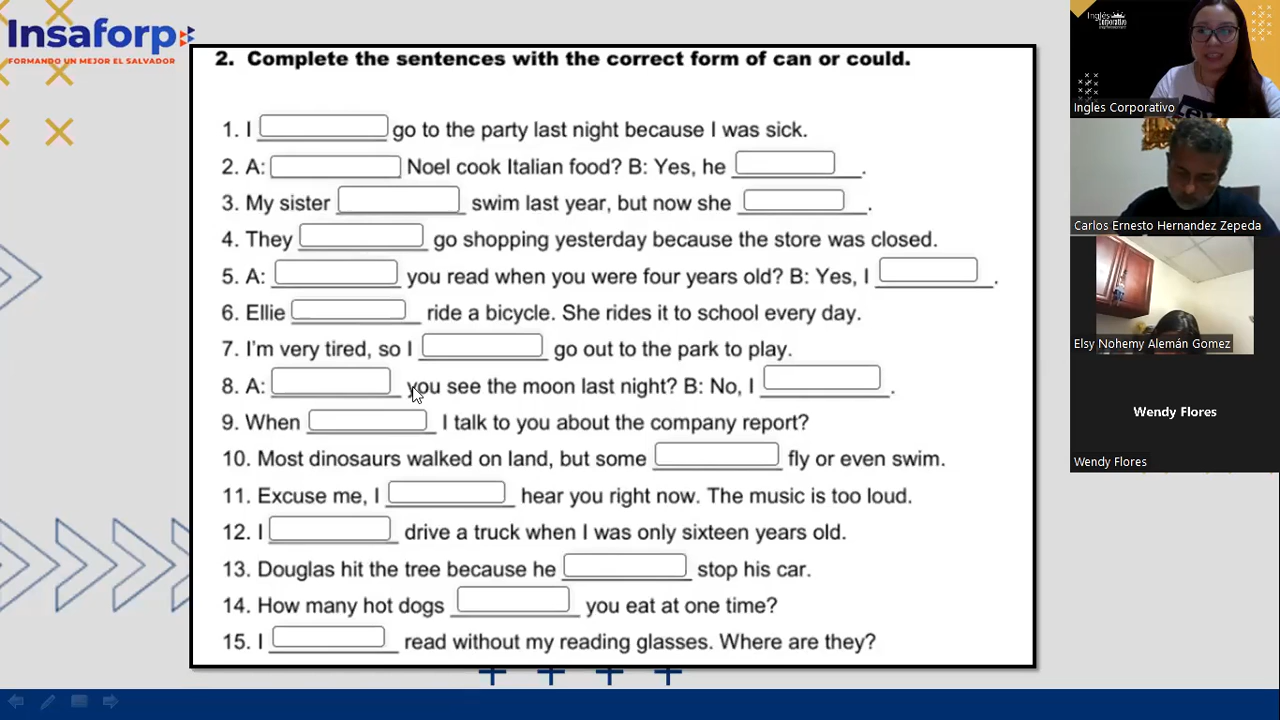 Insaforp
FORMANDO UN MEJOR EL SALVADOR
2. Complete the sentences with the correct form of can or could.
1. I go to the party last night because I was sick.
2. A: Noel cook Italian food? B: Yes, he .
3. My sister swim last year, but now she .
4. They go shopping yesterday because the store was closed.
5. A: you read when you were four years old? B: Yes, I .
6. Ellie ride a bicycle. She rides it to school every day.
7. I'm very tired, so I go out to the park to play.
8. A: you see the moon last night? B: No, I .
9. When I talk to you about the company report?
10. Most dinosaurs walked on land, but some fly or even swim.
11. Excuse me, I hear you right now. The music is too loud.
12. I drive a truck when I was only sixteen years old.
13. Douglas hit the tree because he stop his car.
14. How many hot dogs you eat at one time?
15. I read without my reading glasses. Where are they?
Inglés
Corporativo
Ingles Corporativo
Carlos Ernesto Hernandez Zepeda
Elsy Nohemy Alemán Gomez
Wendy Flores
Wendy Flores